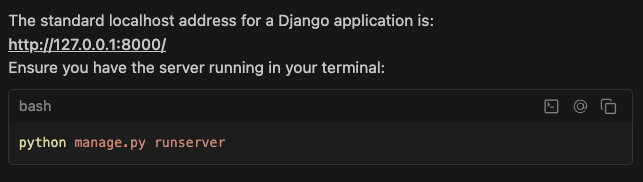 The standard localhost address for a Django application is:
http://127.0.0.1:8000/
Ensure you have the server running in your terminal:
bash
python manage.py runserver